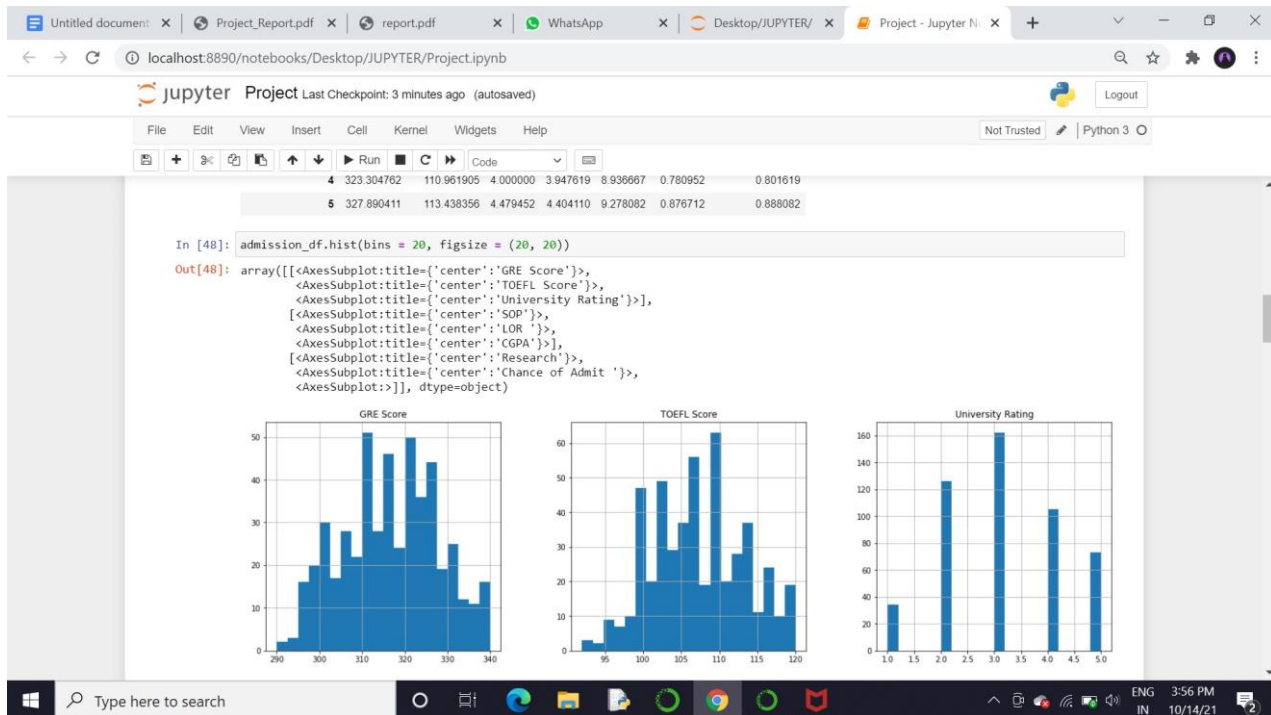 Untitled document
Project_Report.pdf
report.pdf
WhatsApp
Desktop/JUPYTER/
Project - Jupyter No
localhost:8890/notebooks/Desktop/JUPYTER/Project.ipynb
jupyter Project Last Checkpoint: 3 minutes ago (autosaved)
Logout
File Edit View Insert Cell Kernel Widgets Help
Not Trusted Python 3
Run Code
4 323.304762 110.961905 4.000000 3.947619 8.936667 0.780952 0.801619
5 327.890411 113.438356 4.479452 4.404110 9.278082 0.876712 0.888082
In [48]: admission_df.hist(bins = 20, figsize = (20, 20))
Out[48]: array([[<AxesSubplot:title={'center':'GRE Score'}>,
<AxesSubplot:title={'center':'TOEFL Score'}>,
<AxesSubplot:title={'center':'University Rating'}>],
[<AxesSubplot:title={'center':'SOP'}>,
<AxesSubplot:title={'center':'LOR '}>,
<AxesSubplot:title={'center':'CGPA'}>],
[<AxesSubplot:title={'center':'Research'}>,
<AxesSubplot:title={'center':'Chance of Admit '}>,
<AxesSubplot:>]], dtype=object)
GRE Score
50
40
30
20
10
0
290 300 310 320 330 340
TOEFL Score
60
50
40
30
20
10
0
95 100 105 110 115 120
University Rating
160
140
120
100
80
60
40
20
0
1.0 1.5 2.0 2.5 3.0 3.5 4.0 4.5 5.0
Type here to search
ENG
IN
3:56 PM
10/14/21
2